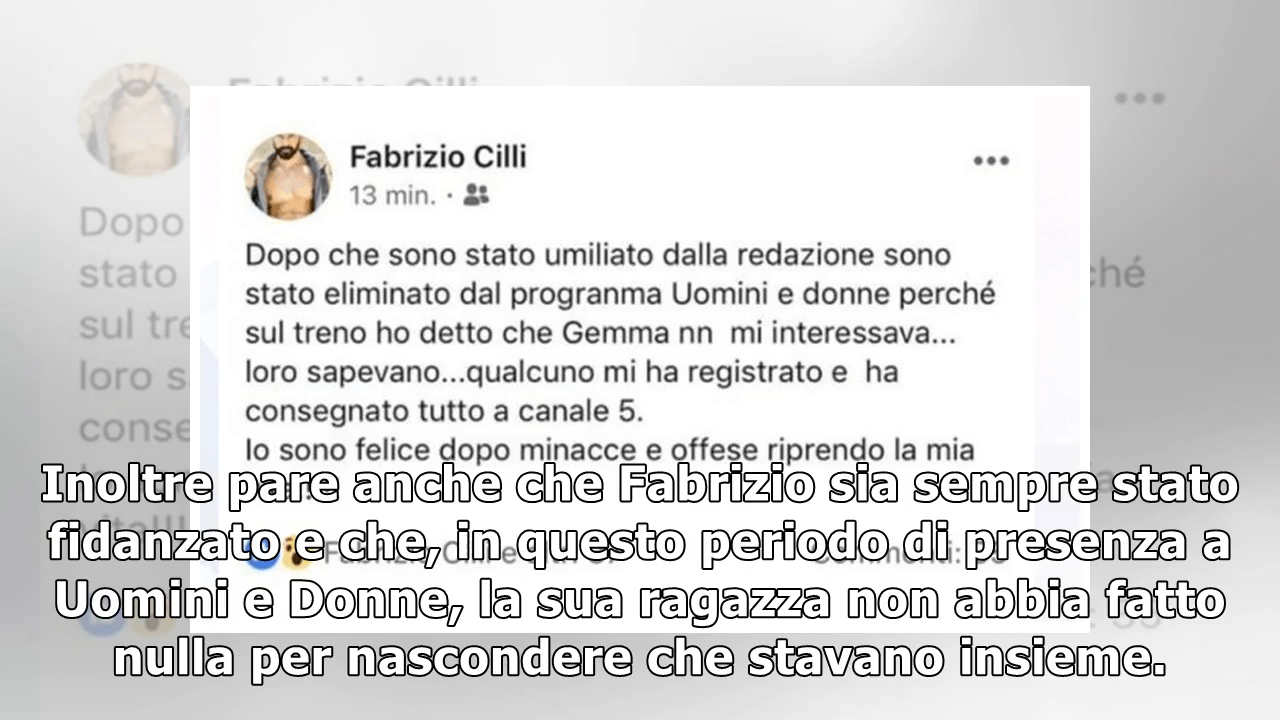 Fabrizio Cilli
13 min. ·
Dopo che sono stato umiliato dalla redazione sono
stato eliminato dal progranma Uomini e donne perché
sul treno ho detto che Gemma nn mi interessava...
loro sapevano...qualcuno mi ha registrato e ha
consegnato tutto a canale 5.
Io sono felice dopo minacce e offese riprendo la mia
Inoltre pare anche che Fabrizio sia sempre stato
fidanzato e che, in questo periodo di presenza a
Uomini e Donne, la sua ragazza non abbia fatto
nulla per nascondere che stavano insieme.